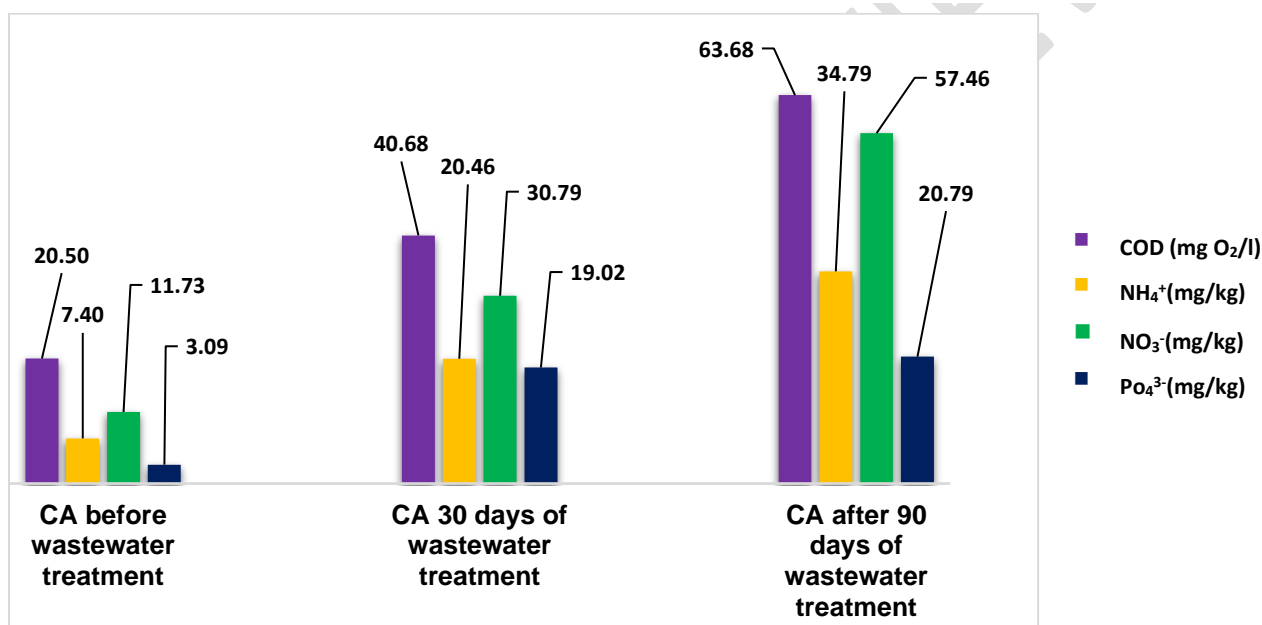 63.68
34.79
57.46
40.68
20.46
30.79
20.79
20.50
11.73
19.02
7.40
3.09
COD (mg O₂/l)
NH₄⁺(mg/kg)
NO₃⁻(mg/kg)
Po₄³⁻(mg/kg)
CA before
wastewater
treatment
CA 30 days of
wastewater
treatment
CA after 90
days of
wastewater
treatment